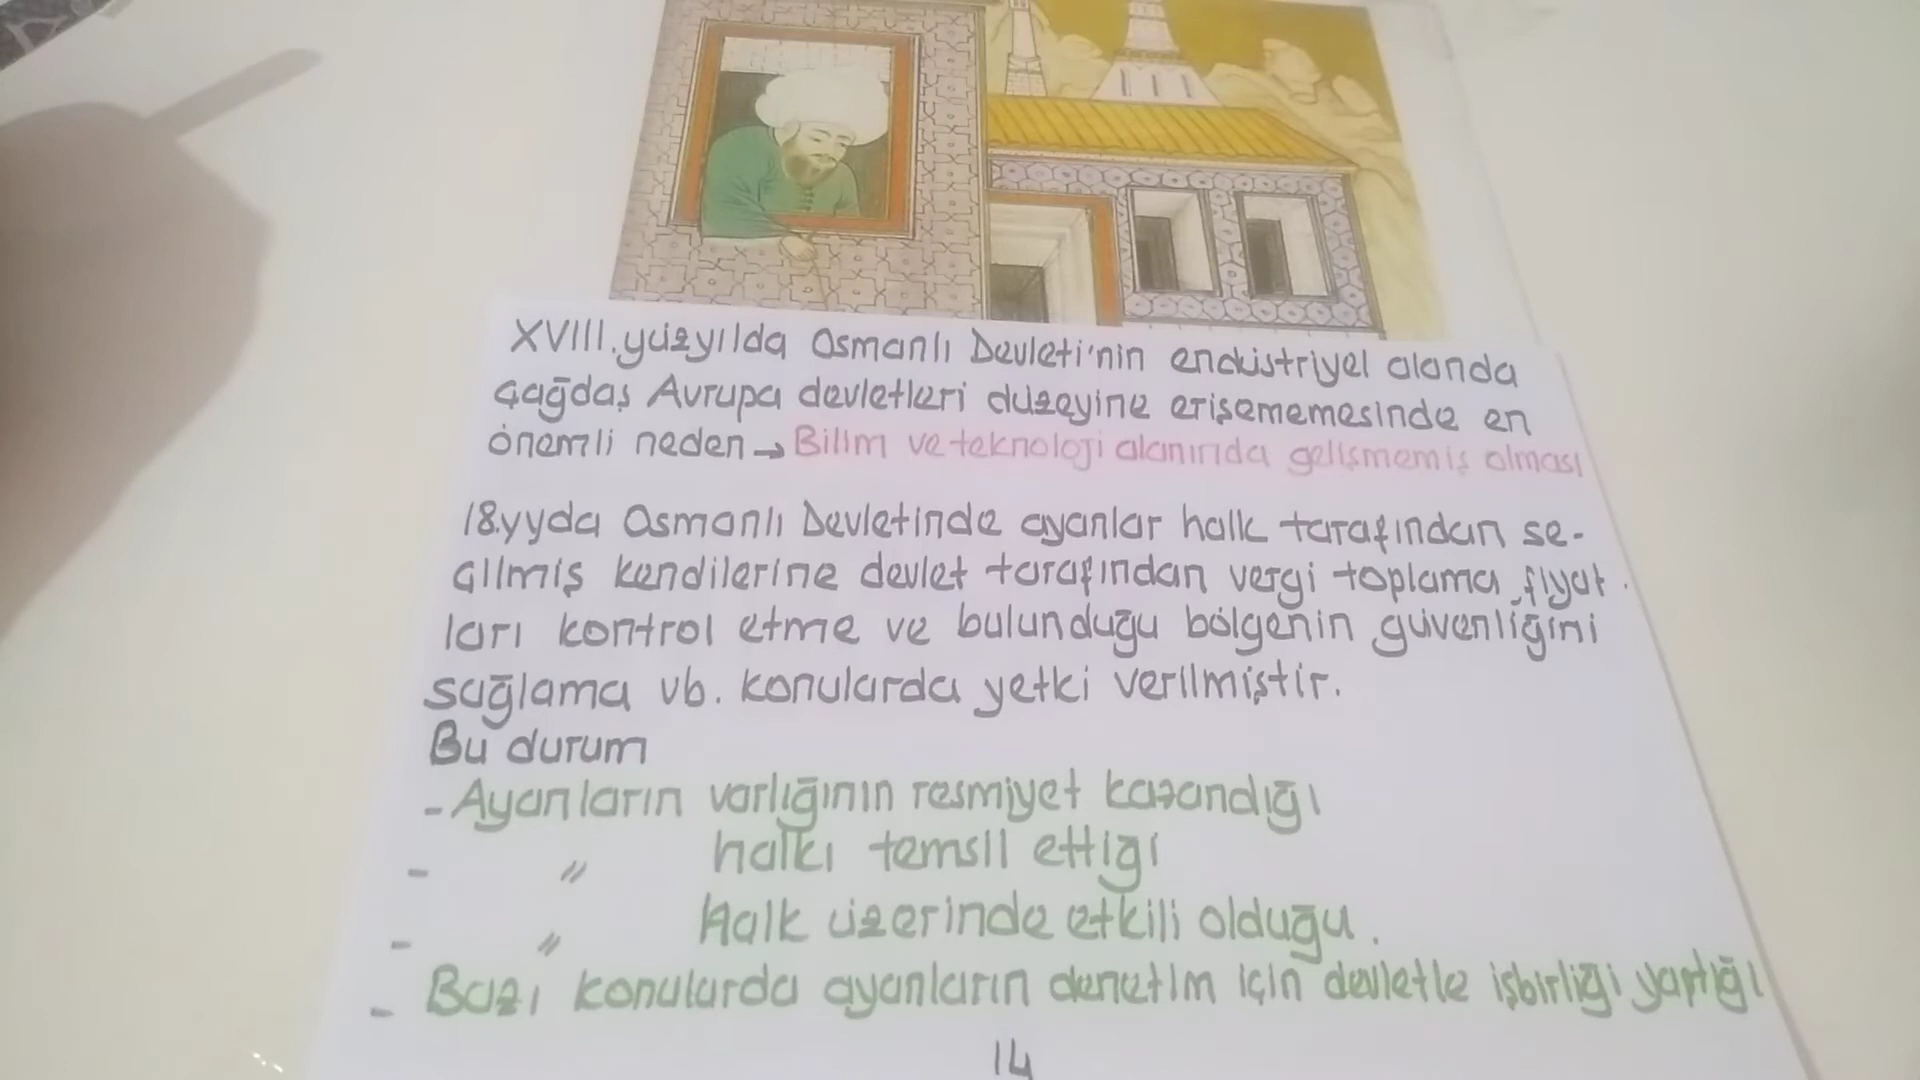 XVIII.yüzyılda Osmanlı Devleti'nin endüstriyel alanda
çağdaş Avrupa devletleri düzeyine erişememesinde en
önemli neden → Bilim ve teknoloji alanında gelişmemiş olması
18.yyda Osmanlı Devletinde ayanlar halk tarafından se-
çilmiş kendilerine devlet tarafından vergi toplama, fiyat
ları kontrol etme ve bulunduğu bölgenin güvenliğini
sağlama vb. konularda yetki verilmiştir.
Bu durum
- Ayanların varlığının resmiyet kazandığı
- " halkı temsil ettiği
- " Halk üzerinde etkili olduğu.
- Bazı konularda ayanların denetim için devletle işbirliği yaptığı
14